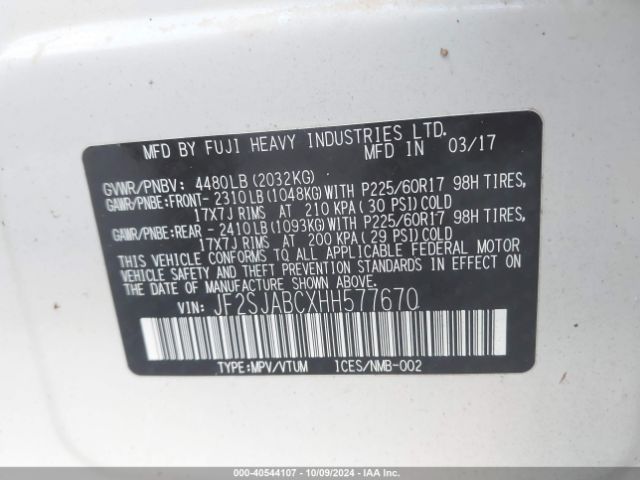 MFD BY FUJI HEAVY INDUSTRIES LTD.
MFD IN 03/17
GVWR/PNBV: 4480LB(2032KG)
GAWR/PNBE:FRONT- 2310LB(1048KG)WITH P225/60R17 98H TIRES,
17X7J RIMS AT 210 KPA(30 PSI)COLD
GAWR/PNBE:REAR - 2410LB(1093KG)WITH P225/60R17 98H TIRES,
17X7J RIMS AT 200 KPA(29 PSI)COLD
THIS VEHICLE CONFORMS TO ALL APPLICABLE FEDERAL MOTOR
VEHICLE SAFETY AND THEFT PREVENTION STANDARDS IN EFFECT ON
THE DATE OF MANUFACTURE SHOWN ABOVE.
VIN: JF2SJABCXHH577670
TYPE:MPV/VTUM 1CES/NMB-002
000-40544107 - 10/09/2024 - IAAI.COM